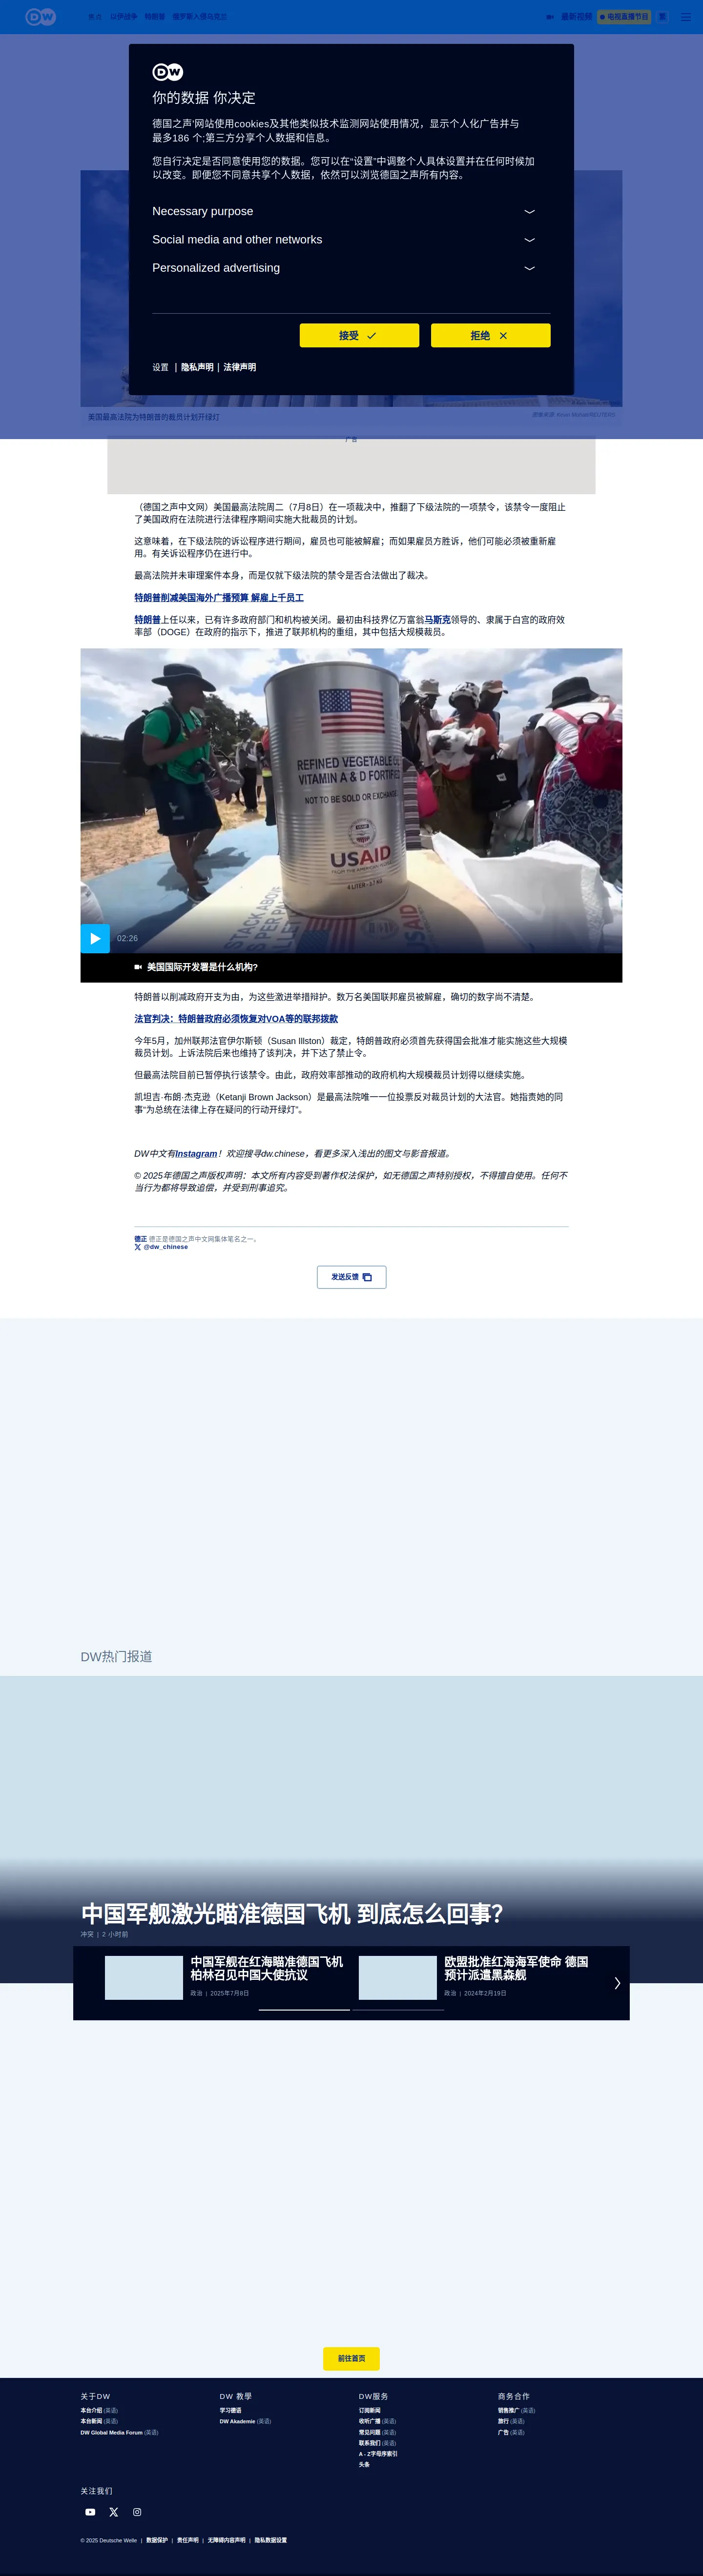 DW
焦点 以伊战争 特朗普 俄罗斯入侵乌克兰
最新视频 电视直播节目 繁
DW
你的数据 你决定
德国之声'网站使用cookies及其他类似技术监测网站使用情况，显示个人化广告并与
最多186 个;第三方分享个人数据和信息。
您自行决定是否同意使用您的数据。您可以在“设置”中调整个人具体设置并在任何时候加
以改变。即便您不同意共享个人数据，依然可以浏览德国之声所有内容。
Necessary purpose
Social media and other networks
Personalized advertising
接受
拒绝
设置 | 隐私声明 | 法律声明
美国最高法院为特朗普的裁员计划开绿灯
图像来源: Kevin Mohatt/REUTERS
广告
（德国之声中文网）美国最高法院周二（7月8日）在一项裁决中，推翻了下级法院的一项禁令，该禁令一度阻止
了美国政府在法院进行法律程序期间实施大批裁员的计划。
这意味着，在下级法院的诉讼程序进行期间，雇员也可能被解雇；而如果雇员方胜诉，他们可能必须被重新雇
用。有关诉讼程序仍在进行中。
最高法院并未审理案件本身，而是仅就下级法院的禁令是否合法做出了裁决。
特朗普削减美国海外广播预算 解雇上千员工
特朗普上任以来，已有许多政府部门和机构被关闭。最初由科技界亿万富翁马斯克领导的、隶属于白宫的政府效
率部（DOGE）在政府的指示下，推进了联邦机构的重组，其中包括大规模裁员。
REFINED VEGETABLE
VITAMIN A & D FORTIFIED
NOT TO BE SOLD OR EXCHANGE
USAID
FROM THE AMERICAN PEOPLE
4 LITER
02:26
美国国际开发署是什么机构?
特朗普以削减政府开支为由，为这些激进举措辩护。数万名美国联邦雇员被解雇，确切的数字尚不清楚。
法官判决：特朗普政府必须恢复对VOA等的联邦拨款
今年5月，加州联邦法官伊尔斯顿（Susan Illston）裁定，特朗普政府必须首先获得国会批准才能实施这些大规模
裁员计划。上诉法院后来也维持了该判决，并下达了禁止令。
但最高法院目前已暂停执行该禁令。由此，政府效率部推动的政府机构大规模裁员计划得以继续实施。
凯坦吉·布朗·杰克逊（Ketanji Brown Jackson）是最高法院唯一一位投票反对裁员计划的大法官。她指责她的同
事“为总统在法律上存在疑问的行动开绿灯”。
DW中文有Instagram！欢迎搜寻dw.chinese，看更多深入浅出的图文与影音报道。
© 2025年德国之声版权声明：本文所有内容受到著作权法保护，如无德国之声特别授权，不得擅自使用。任何不
当行为都将导致追偿，并受到刑事追究。
德正 德正是德国之声中文网集体笔名之一。
@dw_chinese
发送反馈
DW热门报道
中国军舰激光瞄准德国飞机 到底怎么回事？
冲突 | 2 小时前
中国军舰在红海瞄准德国飞机
柏林召见中国大使抗议
政治 | 2025年7月8日
欧盟批准红海海军使命 德国
预计派遣黑森舰
政治 | 2024年2月19日
前往首页
关于DW
本台介绍 (英语)
本台新闻 (英语)
DW Global Media Forum (英语)
DW 教學
学习德语
DW Akademie (英语)
DW服务
订阅新闻
收听广播 (英语)
常见问题 (英语)
联系我们 (英语)
A - Z字母序索引
头条
商务合作
销售推广 (英语)
旅行 (英语)
广告 (英语)
关注我们
© 2025 Deutsche Welle | 数据保护 | 责任声明 | 无障碍内容声明 | 隐私数据设置